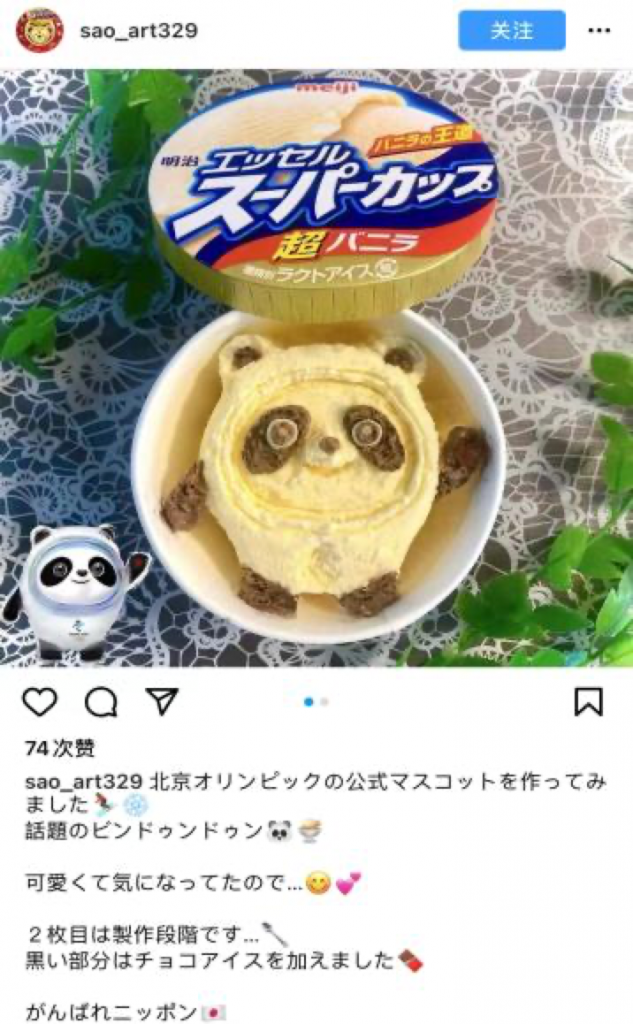 sao_art329
关注
meiji
バニラの王道
明治
エッセル
スーパーカップ
超バニラ
ラクトアイス
74次赞
sao_art329 北京オリンピックの公式マスコットを作ってみ
ました⛷️❄️
話題のビンドゥンドゥン🐼🍨
可愛くて気になってたので...😋💕
２枚目は製作段階です...🥄
黒い部分はチョコアイスを加えました🍫
がんばれニッポン🇯🇵